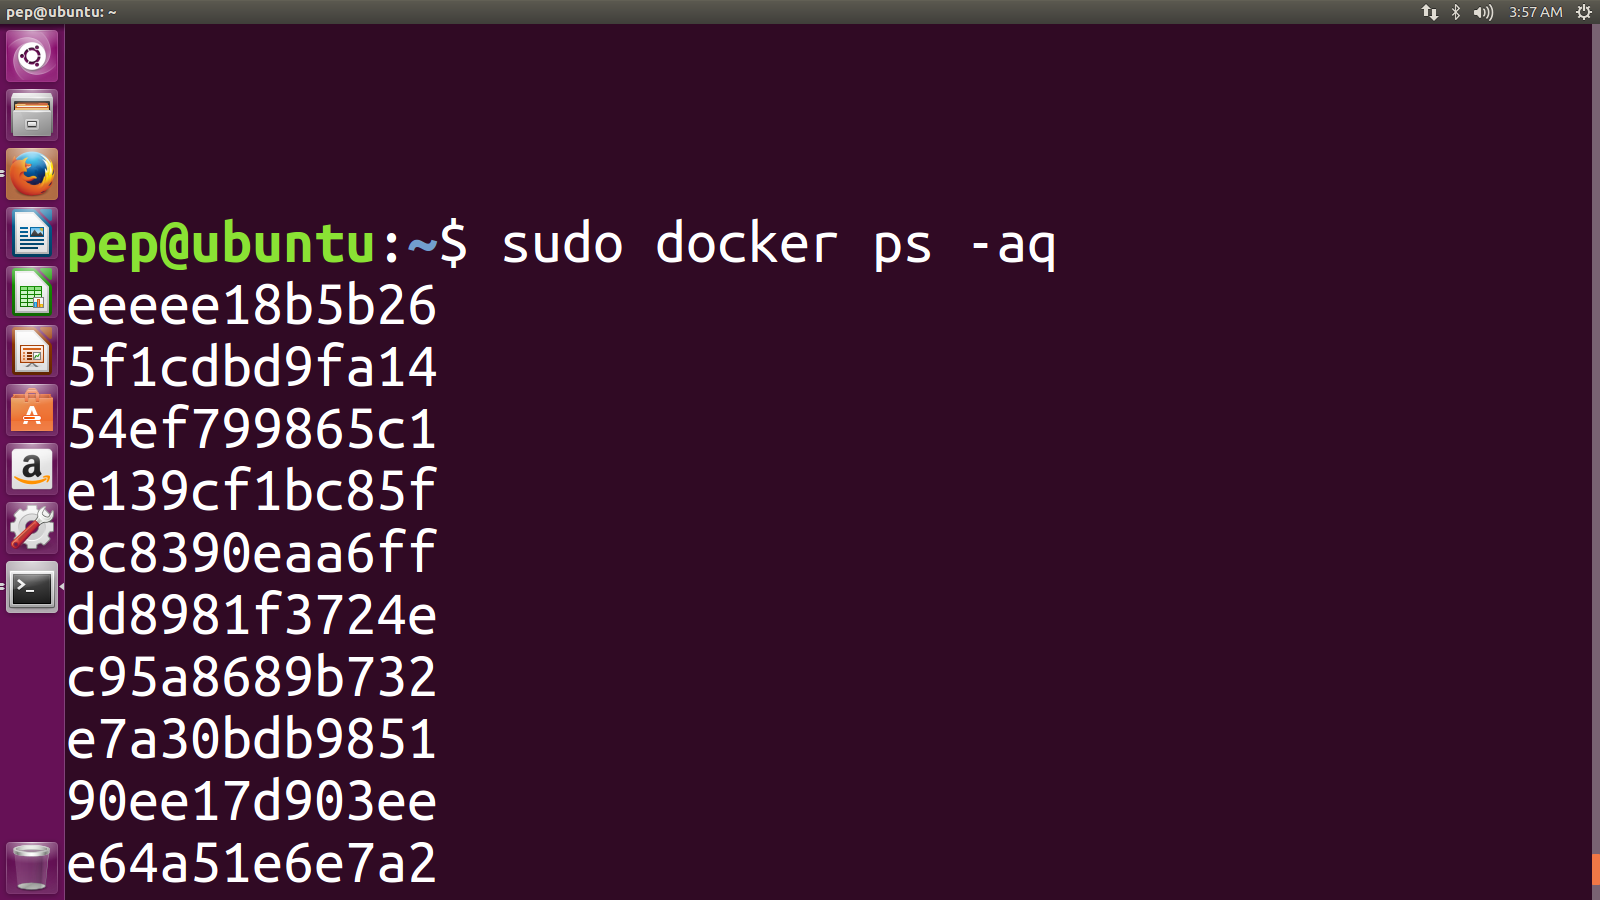 pep@ubuntu: ~
3:57 AM
pep@ubuntu:~$ sudo docker ps -aq
eeeee18b5b26
5f1cdbd9fa14
54ef799865c1
e139cf1bc85f
8c8390eaa6ff
dd8981f3724e
c95a8689b732
e7a30bdb9851
90ee17d903ee
e64a51e6e7a2